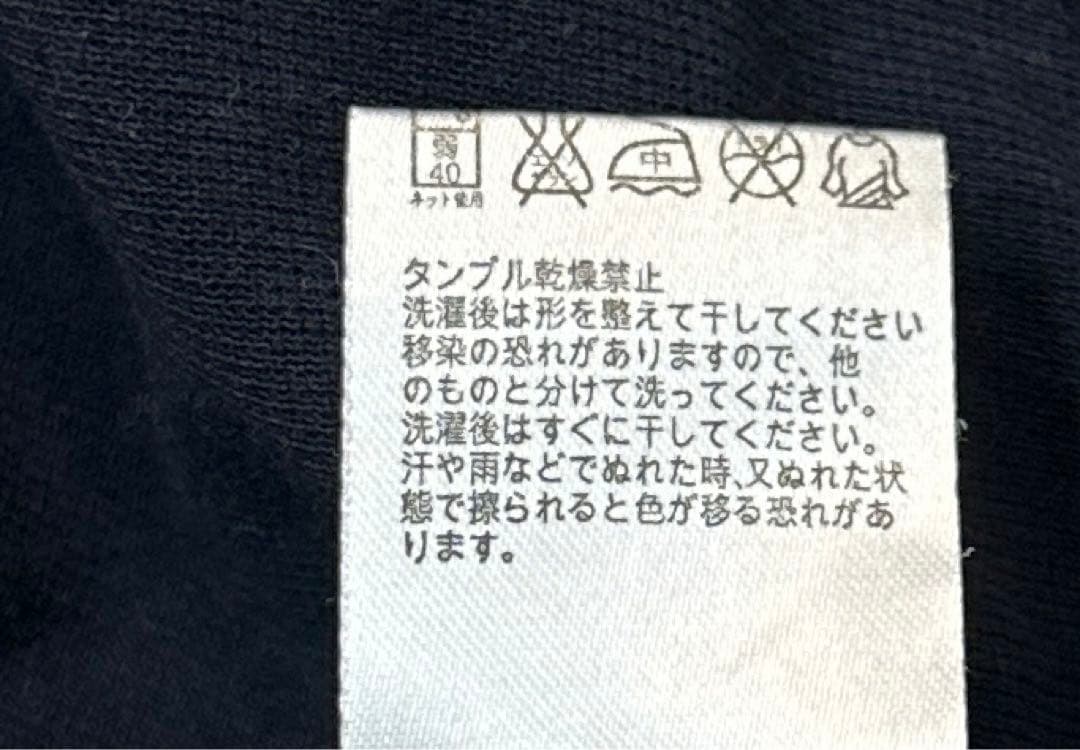 弱
40
ネット使用
中
タンブル乾燥禁止
洗濯後は形を整えて干してください
移染の恐れがありますので、他
のものと分けて洗ってください。
洗濯後はすぐに干してください。
汗や雨などでぬれた時、又ぬれた状
態で擦られると色が移る恐れがあ
ります。